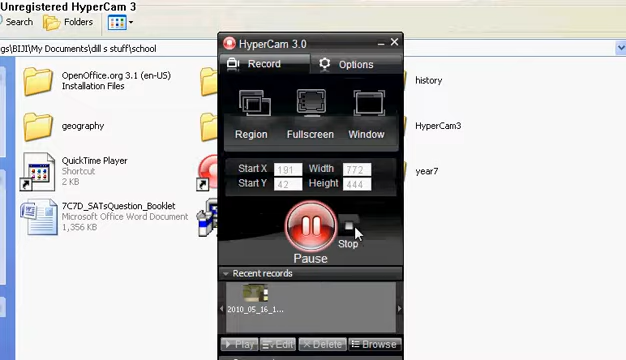 Unregistered HyperCam 3
Search
Folders
gs\BIJI\My Documents\dill s stuff\school
HyperCam 3.0
Record
Options
OpenOffice.org 3.1 (en-US)
Installation Files
history
Region
Fullscreen
Window
geography
HyperCam3
QuickTime Player
Shortcut
2 KB
Start X 191 Width 772
Start Y 42 Height 444
year7
7C7D_SATsQuestion_Booklet
Microsoft Office Word Document
1,356 KB
Stop
Pause
Recent records
2010_05_16_1...
Play
Edit
Delete
Browse